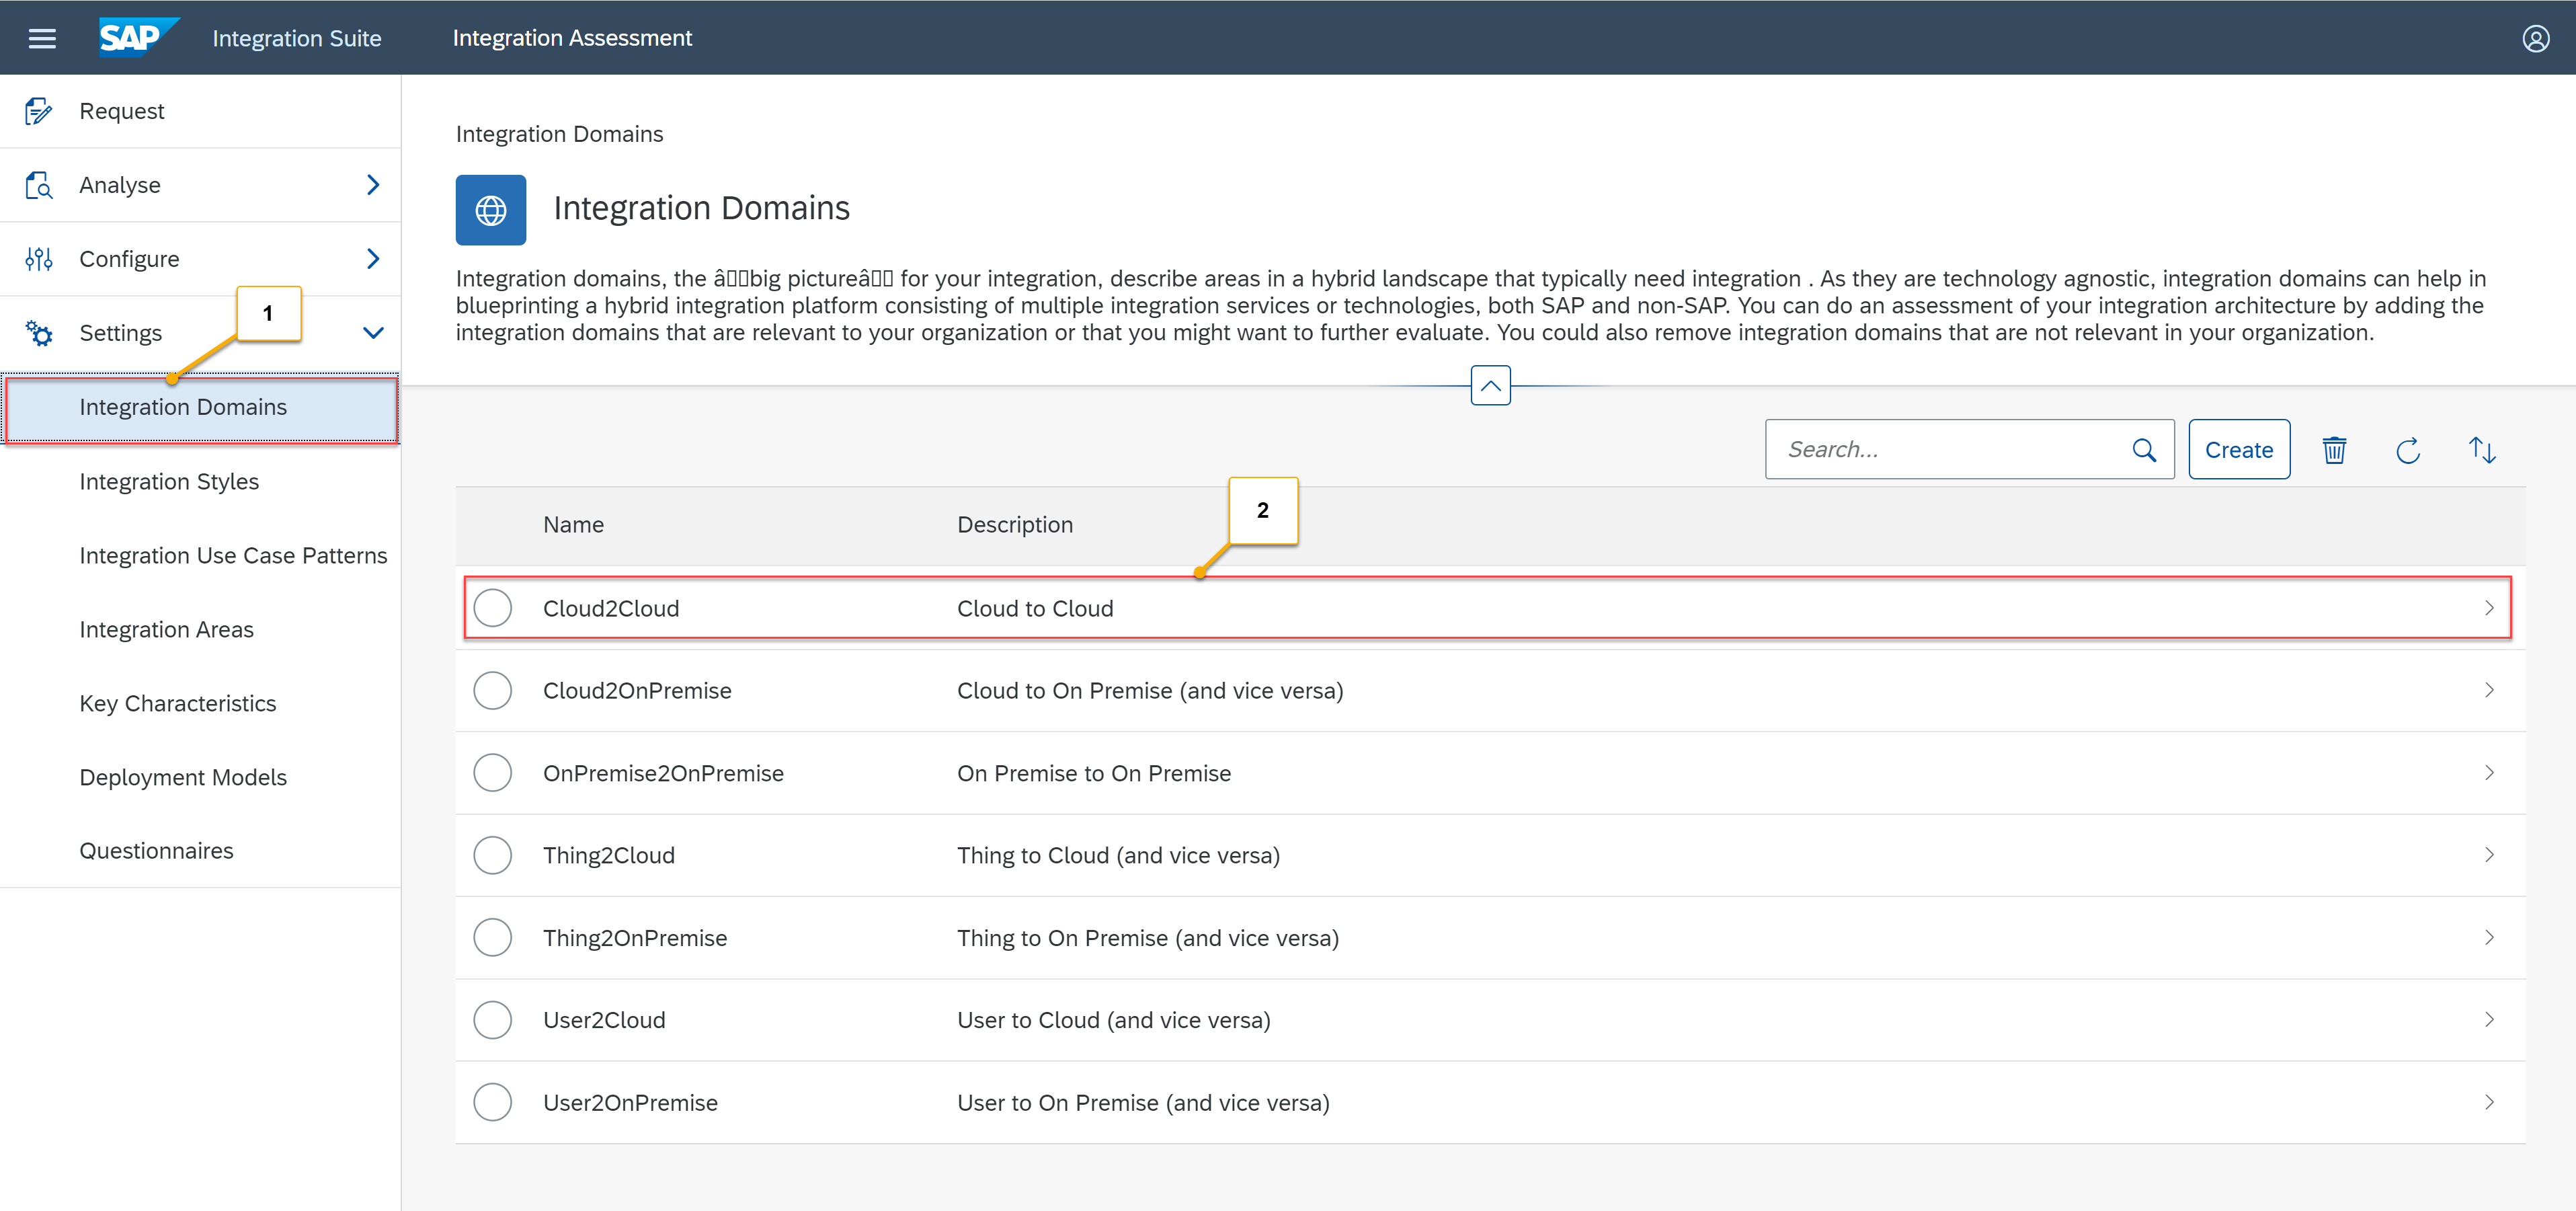 SAP Integration Suite Integration Assessment
Request
Analyse
Configure
Settings
1
Integration Domains
Integration Styles
Integration Use Case Patterns
Integration Areas
Key Characteristics
Deployment Models
Questionnaires
Integration Domains
Integration Domains
Integration domains, the â▯▯big pictureâ▯▯ for your integration, describe areas in a hybrid landscape that typically need integration . As they are technology agnostic, integration domains can help in
blueprinting a hybrid integration platform consisting of multiple integration services or technologies, both SAP and non-SAP. You can do an assessment of your integration architecture by adding the
integration domains that are relevant to your organization or that you might want to further evaluate. You could also remove integration domains that are not relevant in your organization.
Search... Create
2
Name Description
Cloud2Cloud Cloud to Cloud
Cloud2OnPremise Cloud to On Premise (and vice versa)
OnPremise2OnPremise On Premise to On Premise
Thing2Cloud Thing to Cloud (and vice versa)
Thing2OnPremise Thing to On Premise (and vice versa)
User2Cloud User to Cloud (and vice versa)
User2OnPremise User to On Premise (and vice versa)